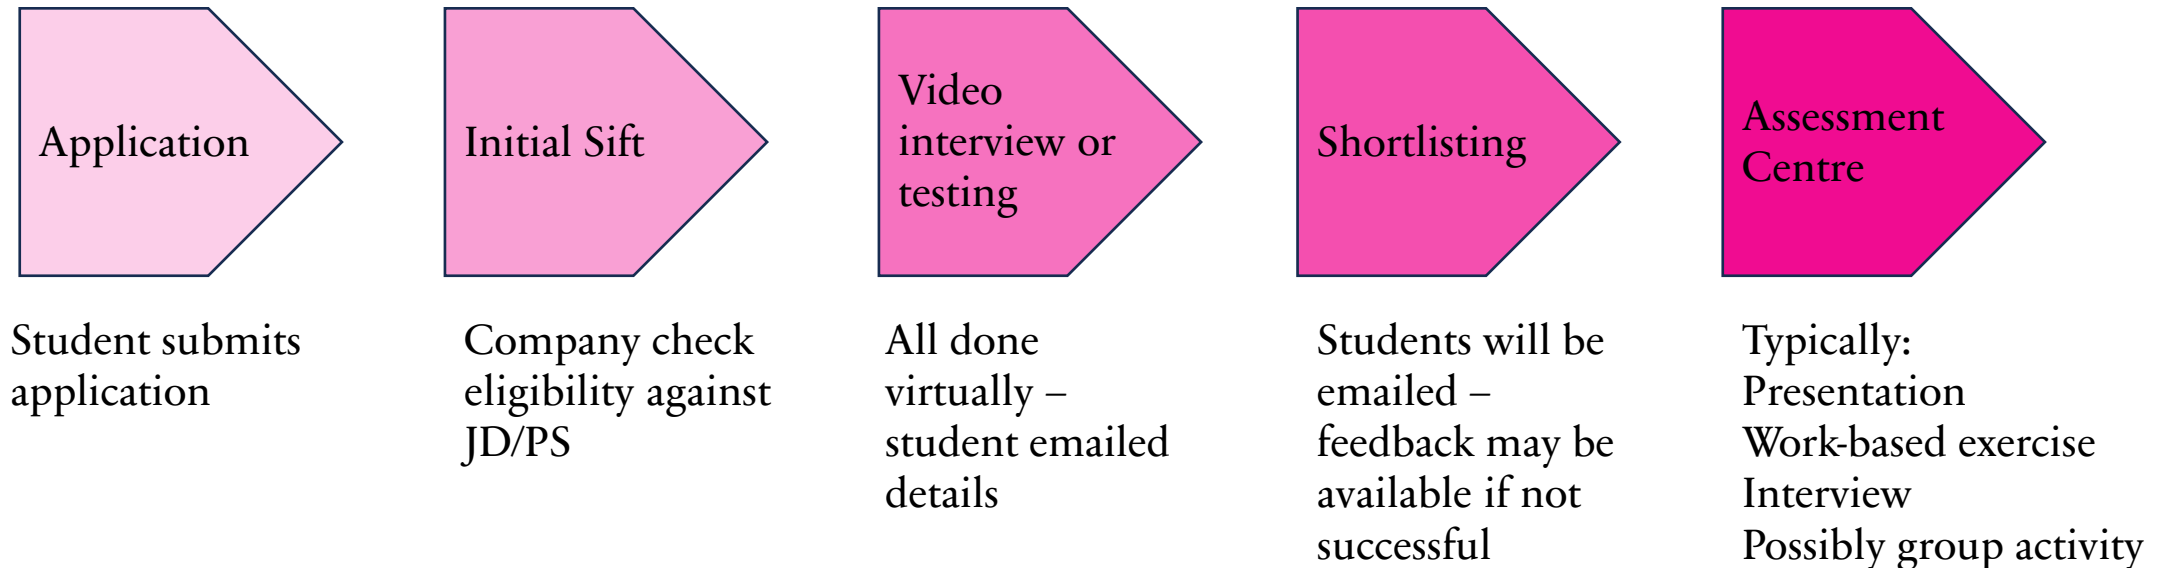 Application
Initial Sift
Video
interview or
testing
Shortlisting
Assessment
Centre
Student submits
application
Company check
eligibility against
JD/PS
All done
virtually –
student emailed
details
Students will be
emailed –
feedback may be
available if not
successful
Typically:
Presentation
Work-based exercise
Interview
Possibly group activity